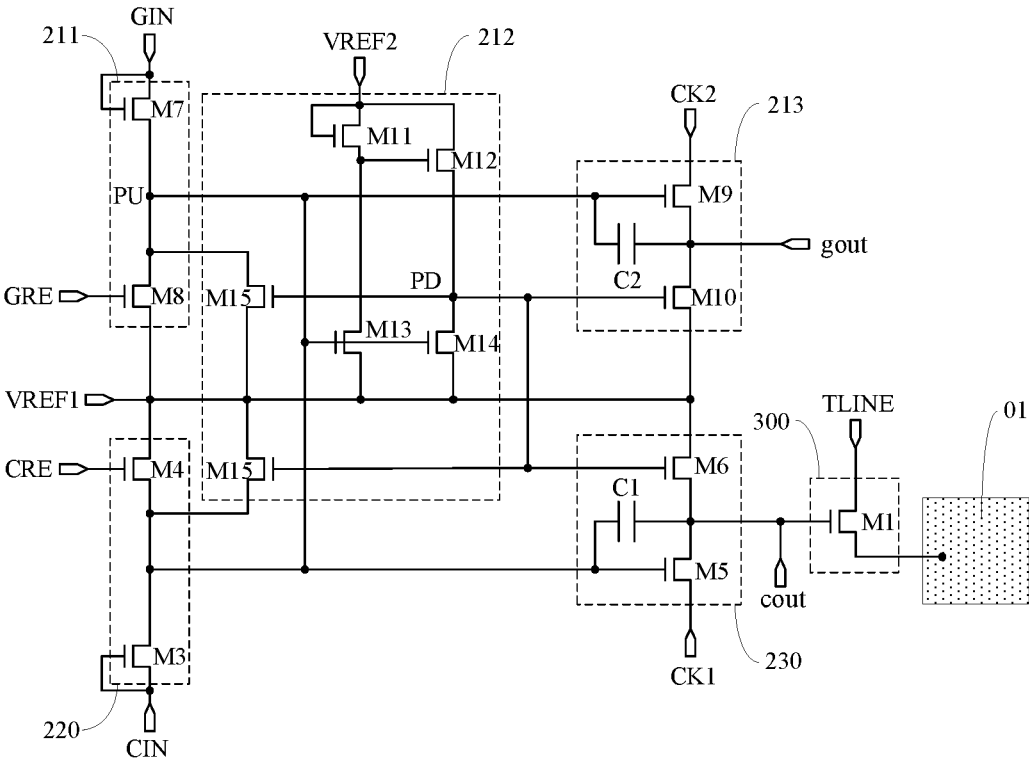 GIN
211
VREF2
212
CK2
213
M7
M11
M12
M9
PU
gout
C2
GRE
M8
M15
PD
M10
M13
M14
VREF1
TLINE
300
01
CRE
M4
M15
M6
C1
M1
M5
cout
M3
230
CK1
220
CIN